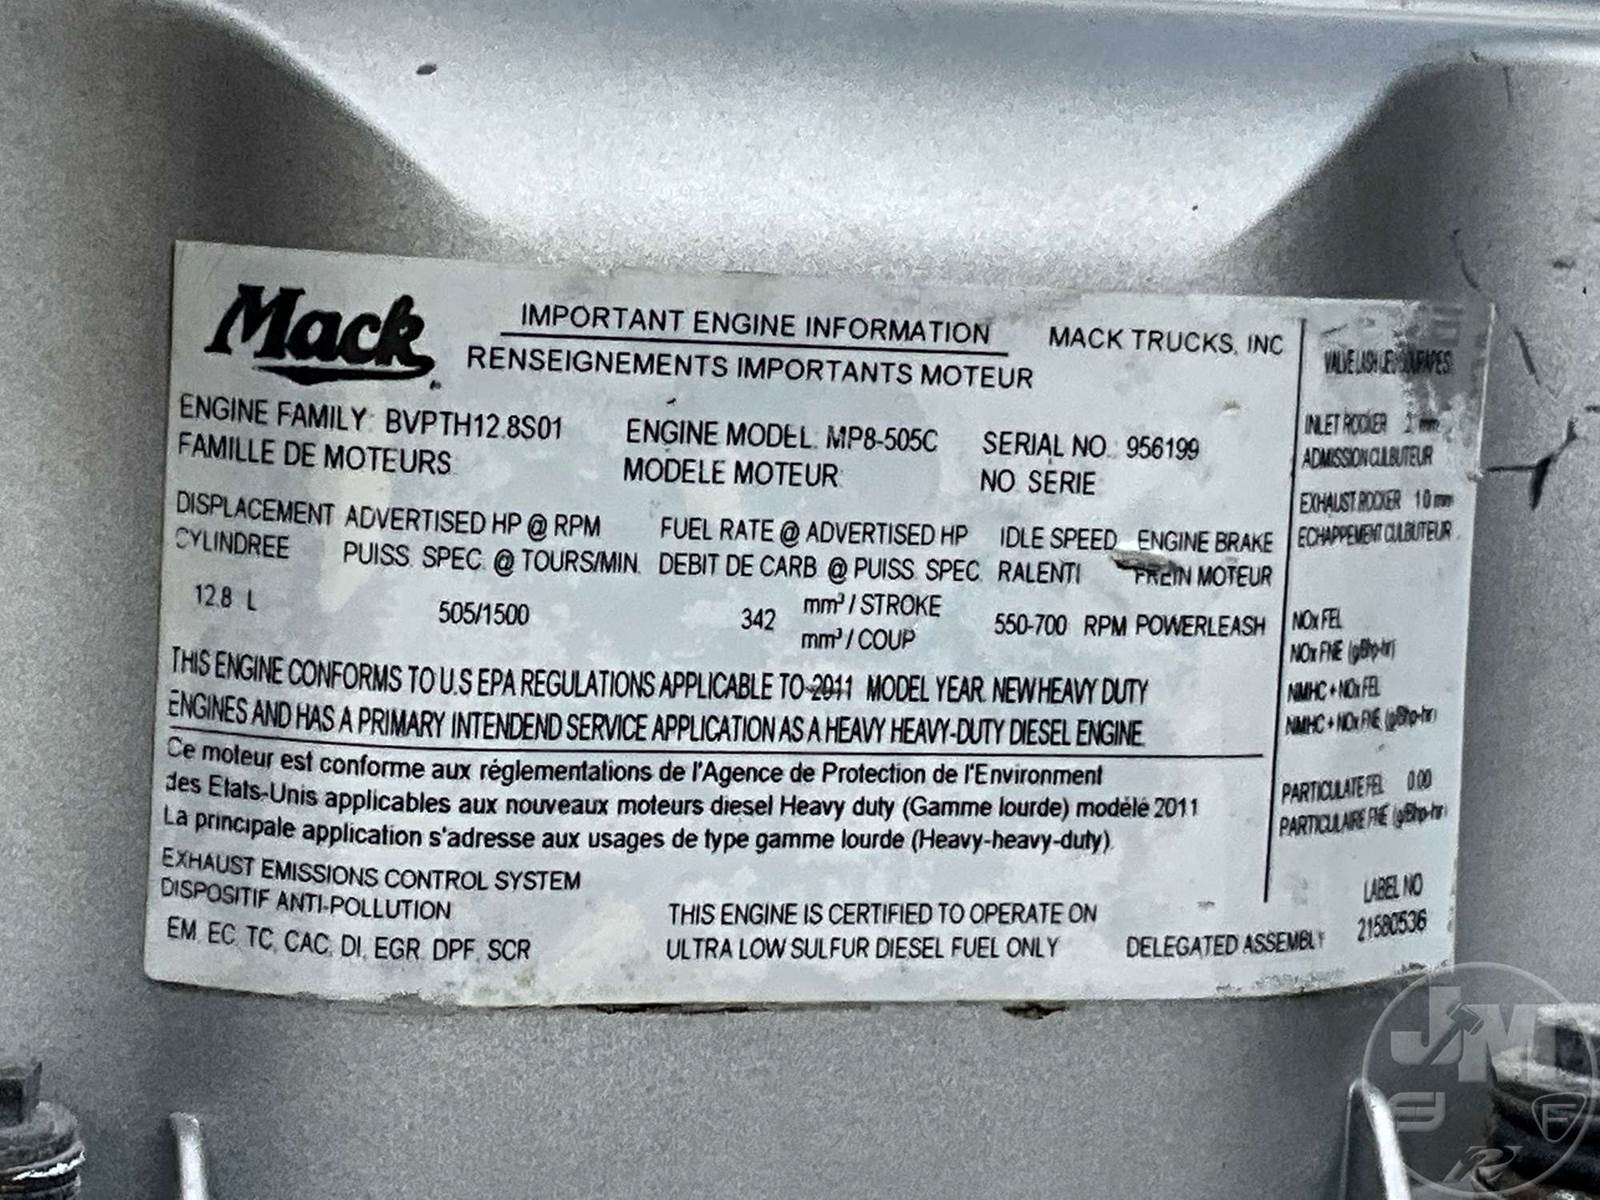 Mack
IMPORTANT ENGINE INFORMATION
RENSEIGNEMENTS IMPORTANTS MOTEUR
MACK TRUCKS, INC
ENGINE FAMILY: BVPTH12.8S01
FAMILLE DE MOTEURS
ENGINE MODEL: MP8-505C
MODELE MOTEUR:
SERIAL NO. 956199
NO. SERIE
DISPLACEMENT
CYLINDREE
12.8 L
ADVERTISED HP @ RPM
PUISS. SPEC. @ TOURS/MIN.
505/1500
FUEL RATE @ ADVERTISED HP
DEBIT DE CARB @ PUISS. SPEC.
342 mm³ / STROKE
mm³ / COUP
IDLE SPEED
RALENTI
550-700 RPM
ENGINE BRAKE
FREIN MOTEUR
POWERLEASH
THIS ENGINE CONFORMS TO U.S EPA REGULATIONS APPLICABLE TO 2011 MODEL YEAR. NEW HEAVY DUTY
ENGINES AND HAS A PRIMARY INTENDEND SERVICE APPLICATION AS A HEAVY HEAVY-DUTY DIESEL ENGINE.
Ce moteur est conforme aux réglementations de l'Agence de Protection de l'Environment
des Etats-Unis applicables aux nouveaux moteurs diesel Heavy duty (Gamme lourde) modélé 2011
La principale application s'adresse aux usages de type gamme lourde (Heavy-heavy-duty).
EXHAUST EMISSIONS CONTROL SYSTEM
DISPOSITIF ANTI-POLLUTION
EM, EC, TC, CAC, DI, EGR, DPF, SCR
THIS ENGINE IS CERTIFIED TO OPERATE ON
ULTRA LOW SULFUR DIESEL FUEL ONLY
DELEGATED ASSEMBLY
VALVE LASH
INLET ROCKER mm
ADMISSION CULBUTEUR
EXHAUST ROCKER 1.0 mm
ECHAPPEMENT CULBUTEUR
NOx FEL
NOx FNE (g/Bhp-hr)
NMHC + NOx FEL
NMHC + NOx FNE (g/Bhp-hr)
PARTICULATE FEL 0.00
PARTICULAIRE FNE (g/Bhp-hr)
LABEL NO
21580536
JM